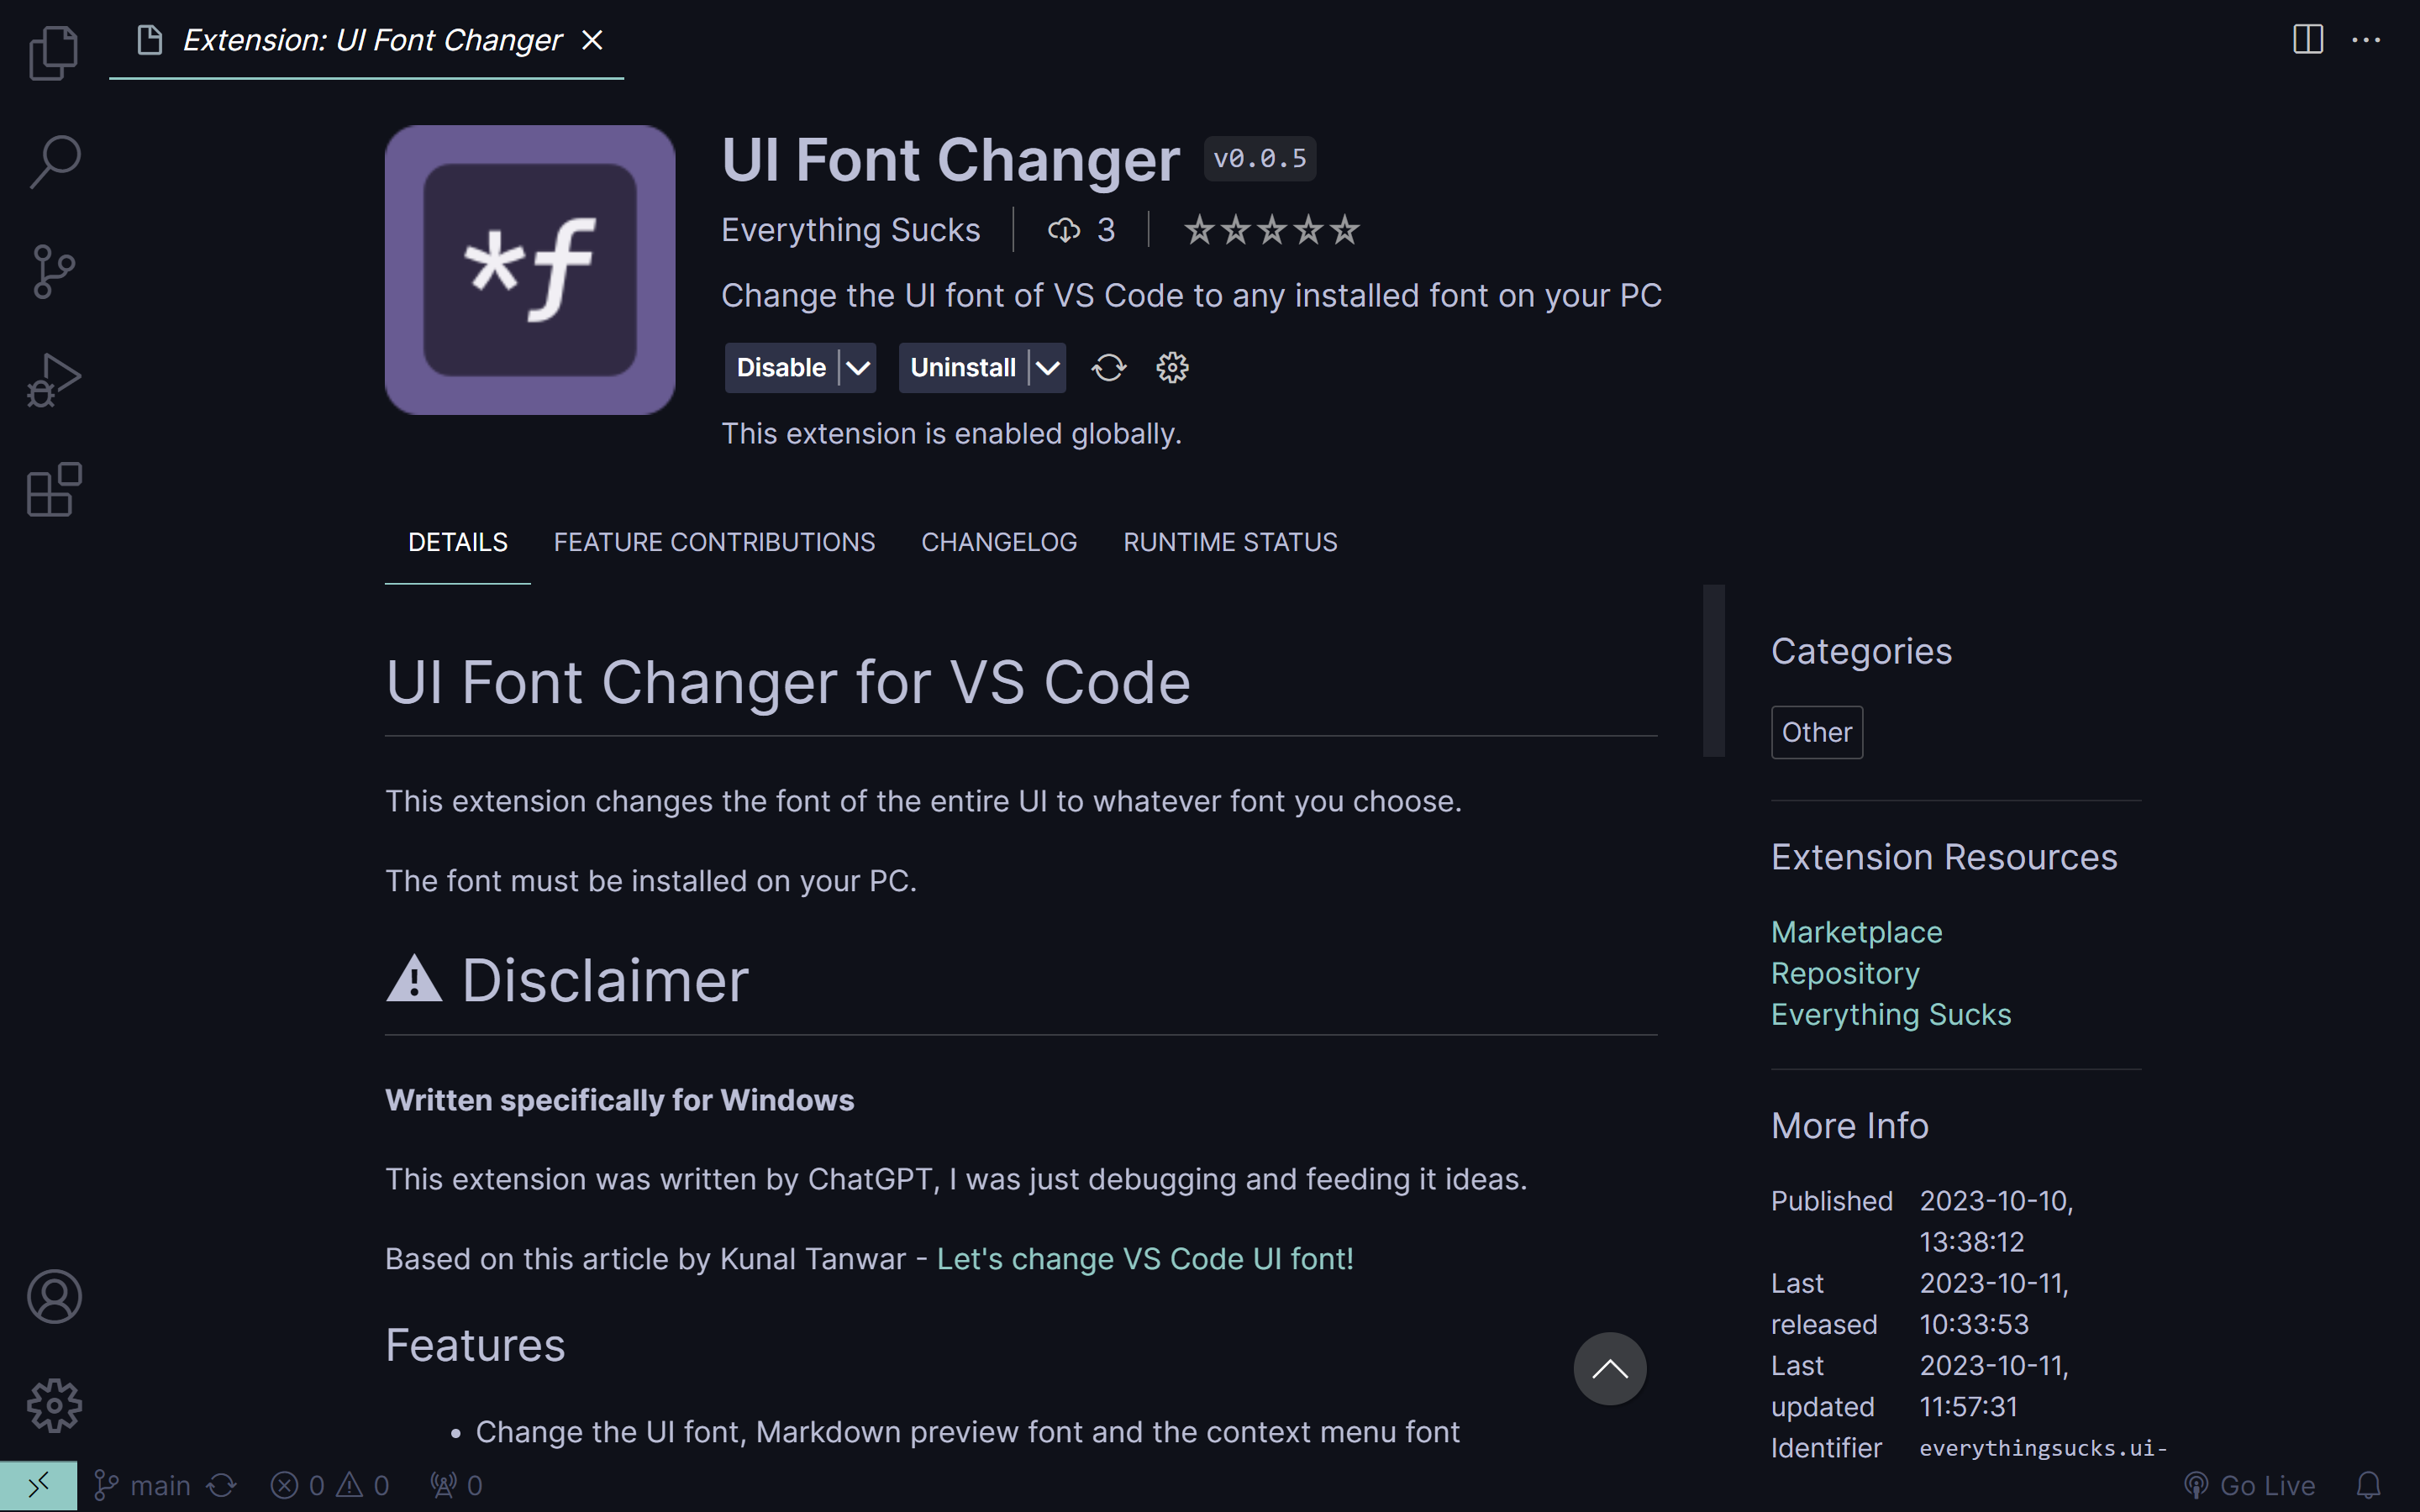 Extension: UI Font Changer
UI Font Changer v0.0.5
Everything Sucks 3
Change the UI font of VS Code to any installed font on your PC
Disable Uninstall
This extension is enabled globally.
DETAILS FEATURE CONTRIBUTIONS CHANGELOG RUNTIME STATUS
UI Font Changer for VS Code
This extension changes the font of the entire UI to whatever font you choose.
The font must be installed on your PC.
Disclaimer
Written specifically for Windows
This extension was written by ChatGPT, I was just debugging and feeding it ideas.
Based on this article by Kunal Tanwar - Let's change VS Code UI font!
Features
• Change the UI font, Markdown preview font and the context menu font
Categories
Other
Extension Resources
Marketplace
Repository
Everything Sucks
More Info
Published 2023-10-10,
13:38:12
Last 2023-10-11,
released 10:33:53
Last 2023-10-11,
updated 11:57:31
Identifier everythingsucks.ui-
main 0 0 0 Go Live
*f